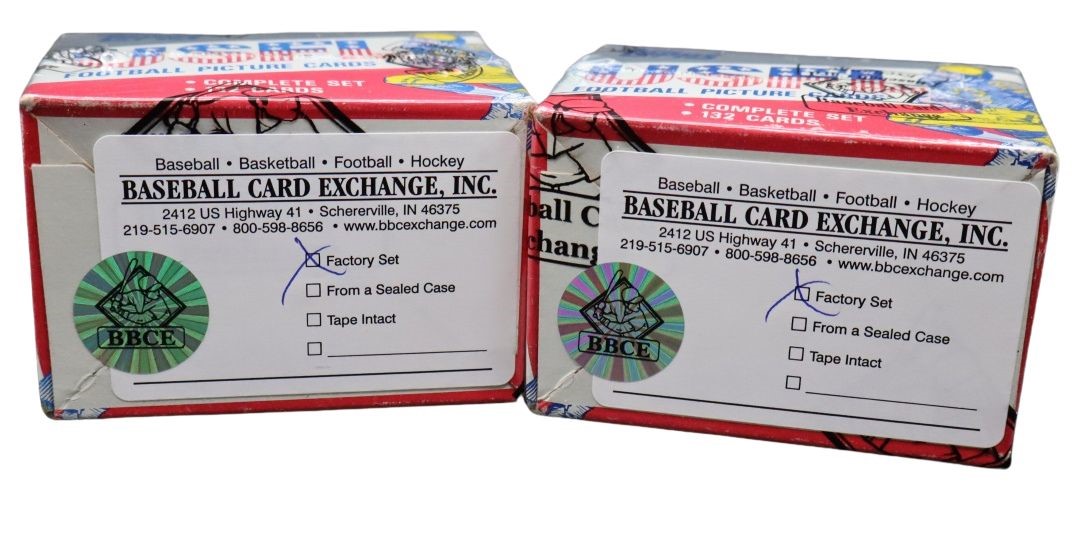 FOOTBALL PICTURE CARDS
• COMPLETE SET
• 132 CARDS
Baseball • Basketball • Football • Hockey
BASEBALL CARD EXCHANGE, INC.
2412 US Highway 41 • Schererville, IN 46375
219-515-6907 • 800-598-8656 • www.bbcexchange.com
Factory Set
From a Sealed Case
Tape Intact
BBCE
FOOTBALL PICTURE
• COMPLETE SET
• 132 CARDS
Baseball • Basketball • Football • Hockey
BASEBALL CARD EXCHANGE, INC.
2412 US Highway 41 • Schererville, IN 46375
219-515-6907 • 800-598-8656 • www.bbcexchange.com
Factory Set
From a Sealed Case
Tape Intact
BBCE
ball C
chang